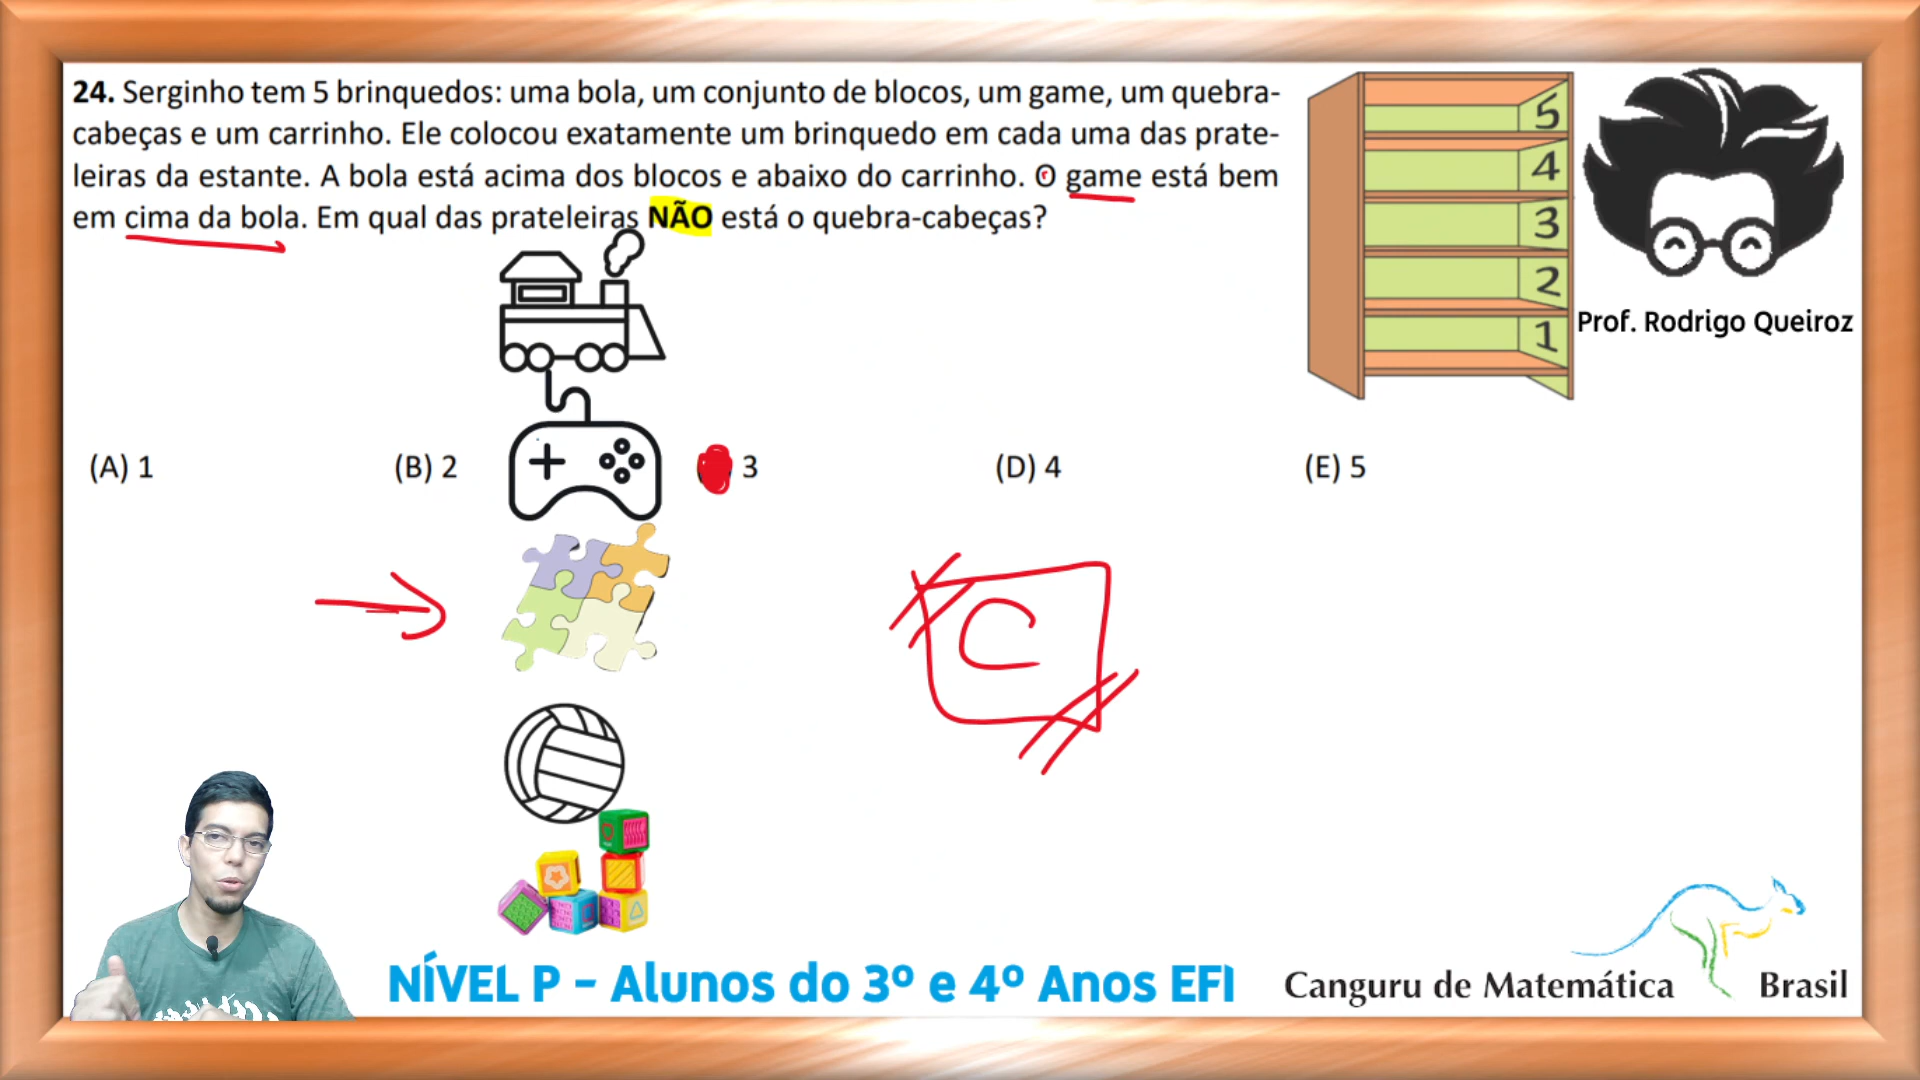 24. Serginho tem 5 brinquedos: uma bola, um conjunto de blocos, um game, um quebra-
cabeças e um carrinho. Ele colocou exatamente um brinquedo em cada uma das prate-
leiras da estante. A bola está acima dos blocos e abaixo do carrinho. O game está bem
em cima da bola. Em qual das prateleiras NÃO está o quebra-cabeças?
5
4
3
2
1
Prof. Rodrigo Queiroz
(A) 1
(B) 2
3
(D) 4
(E) 5
C
NÍVEL P - Alunos do 3º e 4º Anos EFI
Canguru de Matemática Brasil